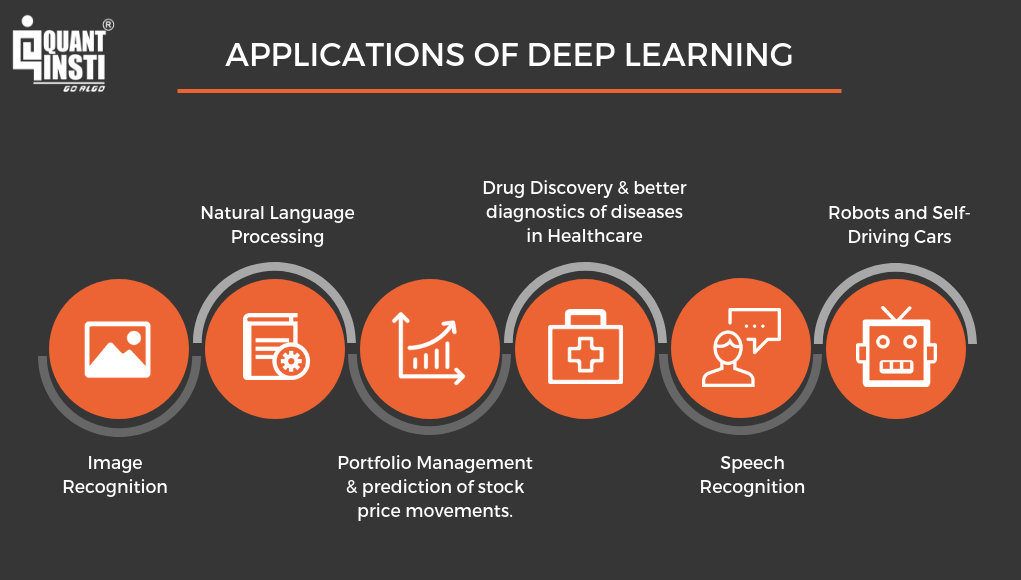 QUANT
INSTI
®
GO ALGO
APPLICATIONS OF DEEP LEARNING
Natural Language
Processing
Drug Discovery & better
diagnostics of diseases
in Healthcare
Robots and Self-
Driving Cars
Image
Recognition
Portfolio Management
& prediction of stock
price movements.
Speech
Recognition